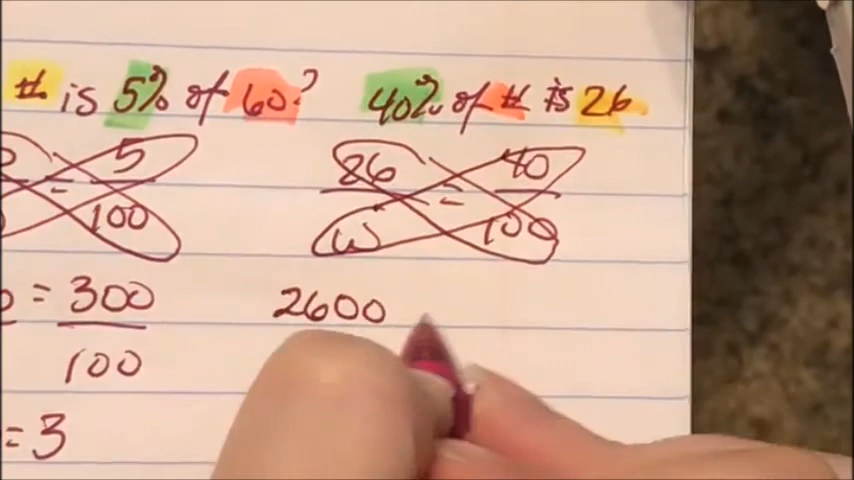 # is 5% of 60?
40% of # is 26
5
100
26 = 40
w 100
= 300
100
= 3
2600